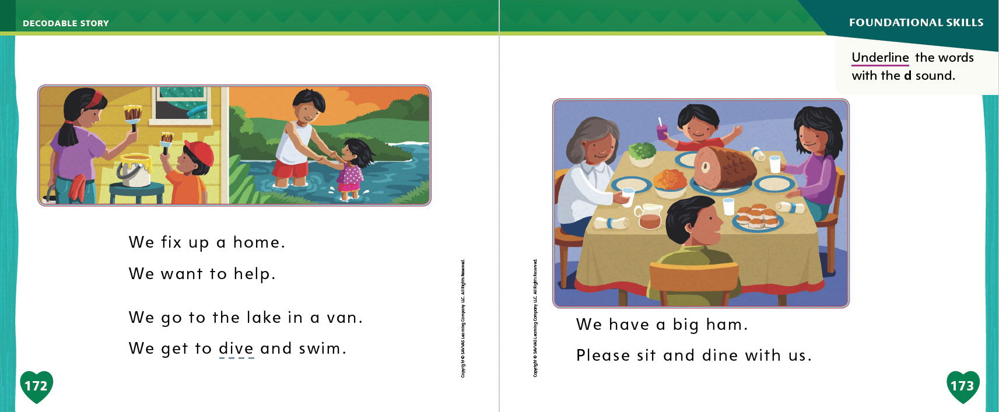 DECODABLE STORY
We fix up a home.
We want to help.
We go to the lake in a van.
We get to dive and swim.
Copyright © SAVVAS Learning Company LLC. All Rights Reserved.
172
FOUNDATIONAL SKILLS
Underline the words
with the d sound.
We have a big ham.
Please sit and dine with us.
Copyright © SAVVAS Learning Company LLC. All Rights Reserved.
173